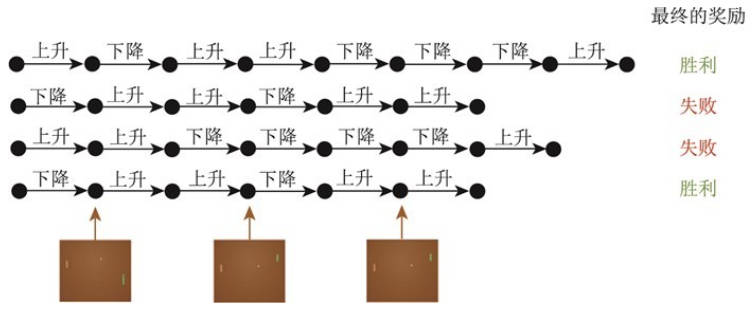 最终的奖励
上升 下降 上升 上升 下降 下降 下降 上升 胜利
下降 上升 上升 下降 上升 上升 失败
上升 上升 下降 下降 下降 下降 上升 失败
下降 上升 上升 下降 上升 上升 胜利